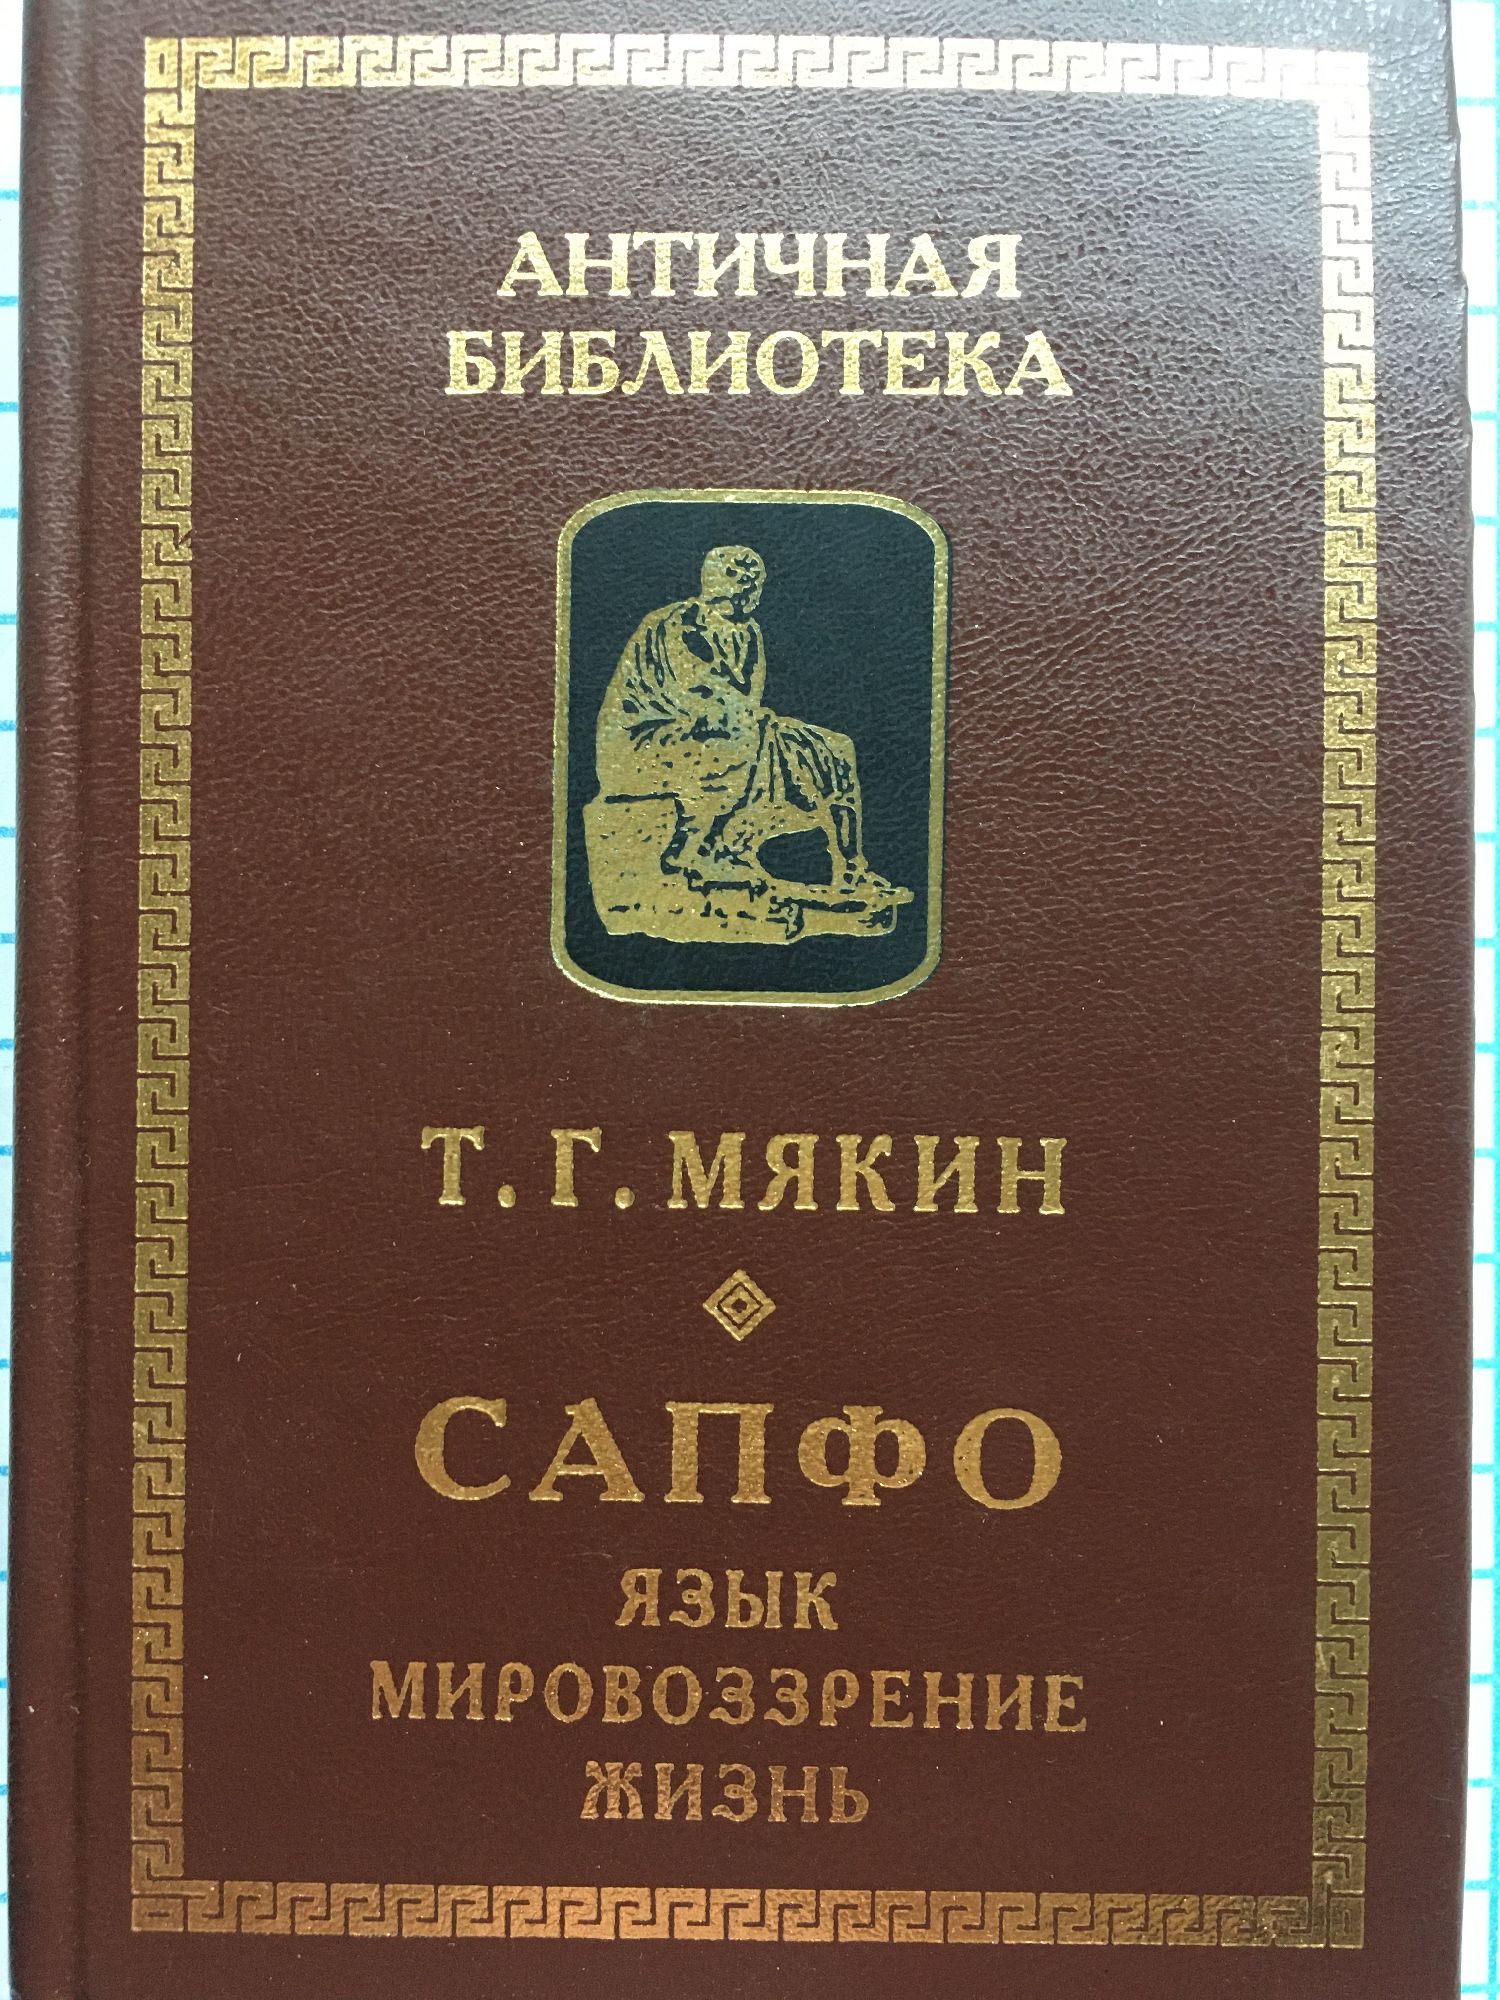 АНТИЧНАЯ
БИБЛИОТЕКА
Т. Г. МЯКИН
САПФО
ЯЗЫК
МИРОВОЗЗРЕНИЕ
ЖИЗНЬ